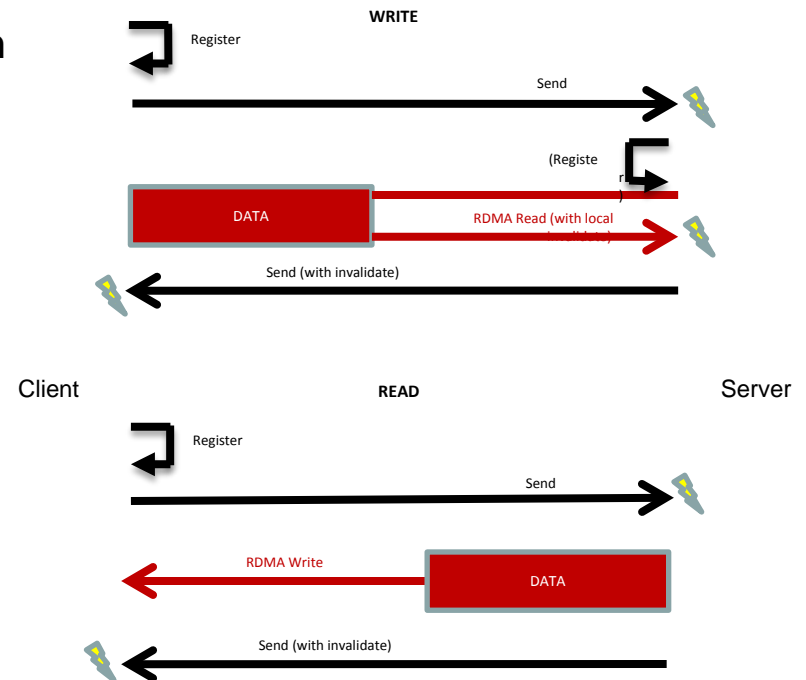 WRITE
Register
Send
(Registe
r
)
DATA
RDMA Read (with local
invalidate)
Send (with invalidate)
Client
READ
Server
Register
Send
RDMA Write
DATA
Send (with invalidate)